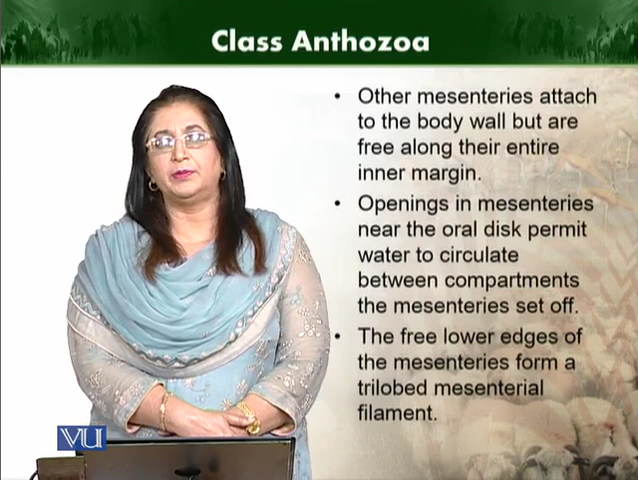 Class Anthozoa
• Other mesenteries attach
to the body wall but are
free along their entire
inner margin.
• Openings in mesenteries
near the oral disk permit
water to circulate
between compartments
the mesenteries set off.
• The free lower edges of
the mesenteries form a
trilobed mesenterial
filament.
VU